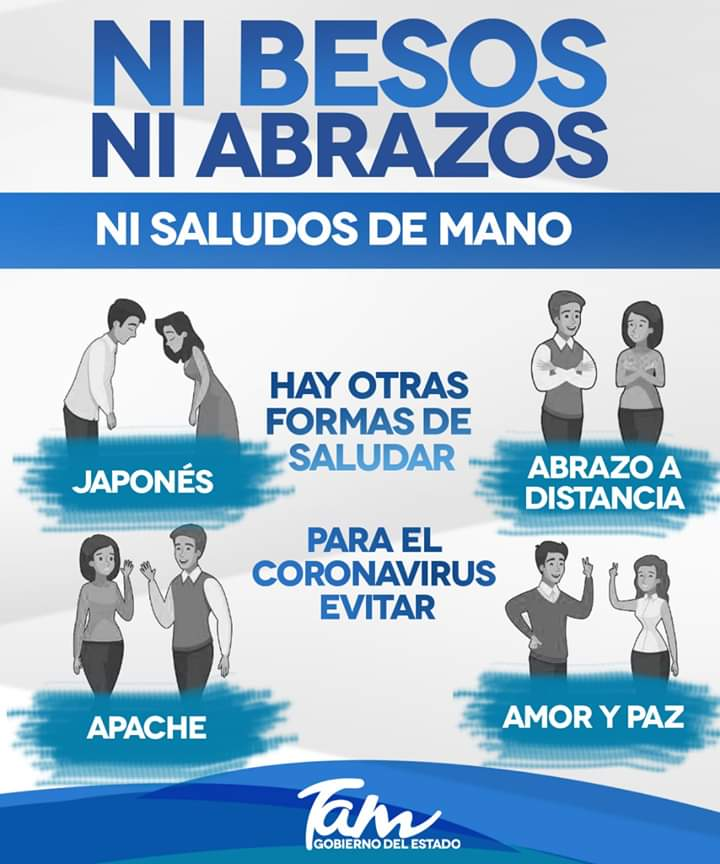 NI BESOS
NI ABRAZOS
NI SALUDOS DE MANO
HAY OTRAS
FORMAS DE
SALUDAR
JAPONÉS
ABRAZO A
DISTANCIA
PARA EL
CORONAVIRUS
EVITAR
APACHE
AMOR Y PAZ
Tam
GOBIERNO DEL ESTADO